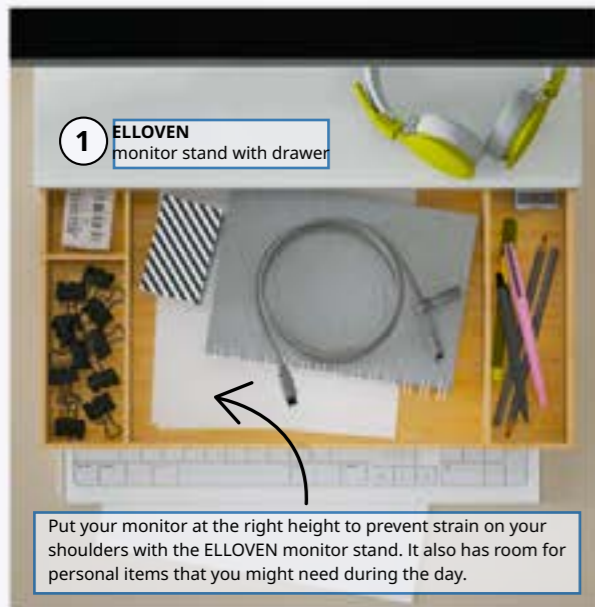 1
ELLOVEN
monitor stand with drawer
Put your monitor at the right height to prevent strain on your
shoulders with the ELLOVEN monitor stand. It also has room for
personal items that you might need during the day.